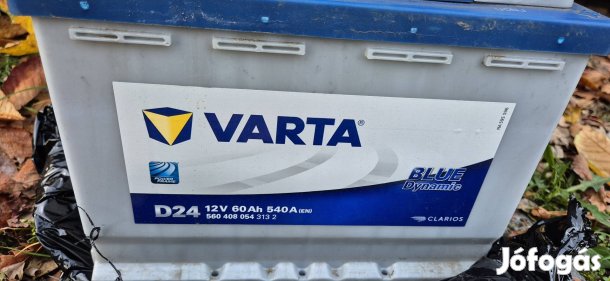 VARTA®
BLUE
Dynamic
D24 12V 60Ah 540A(EN)
560 408 054 313 2
CLARIOS
Jófogás